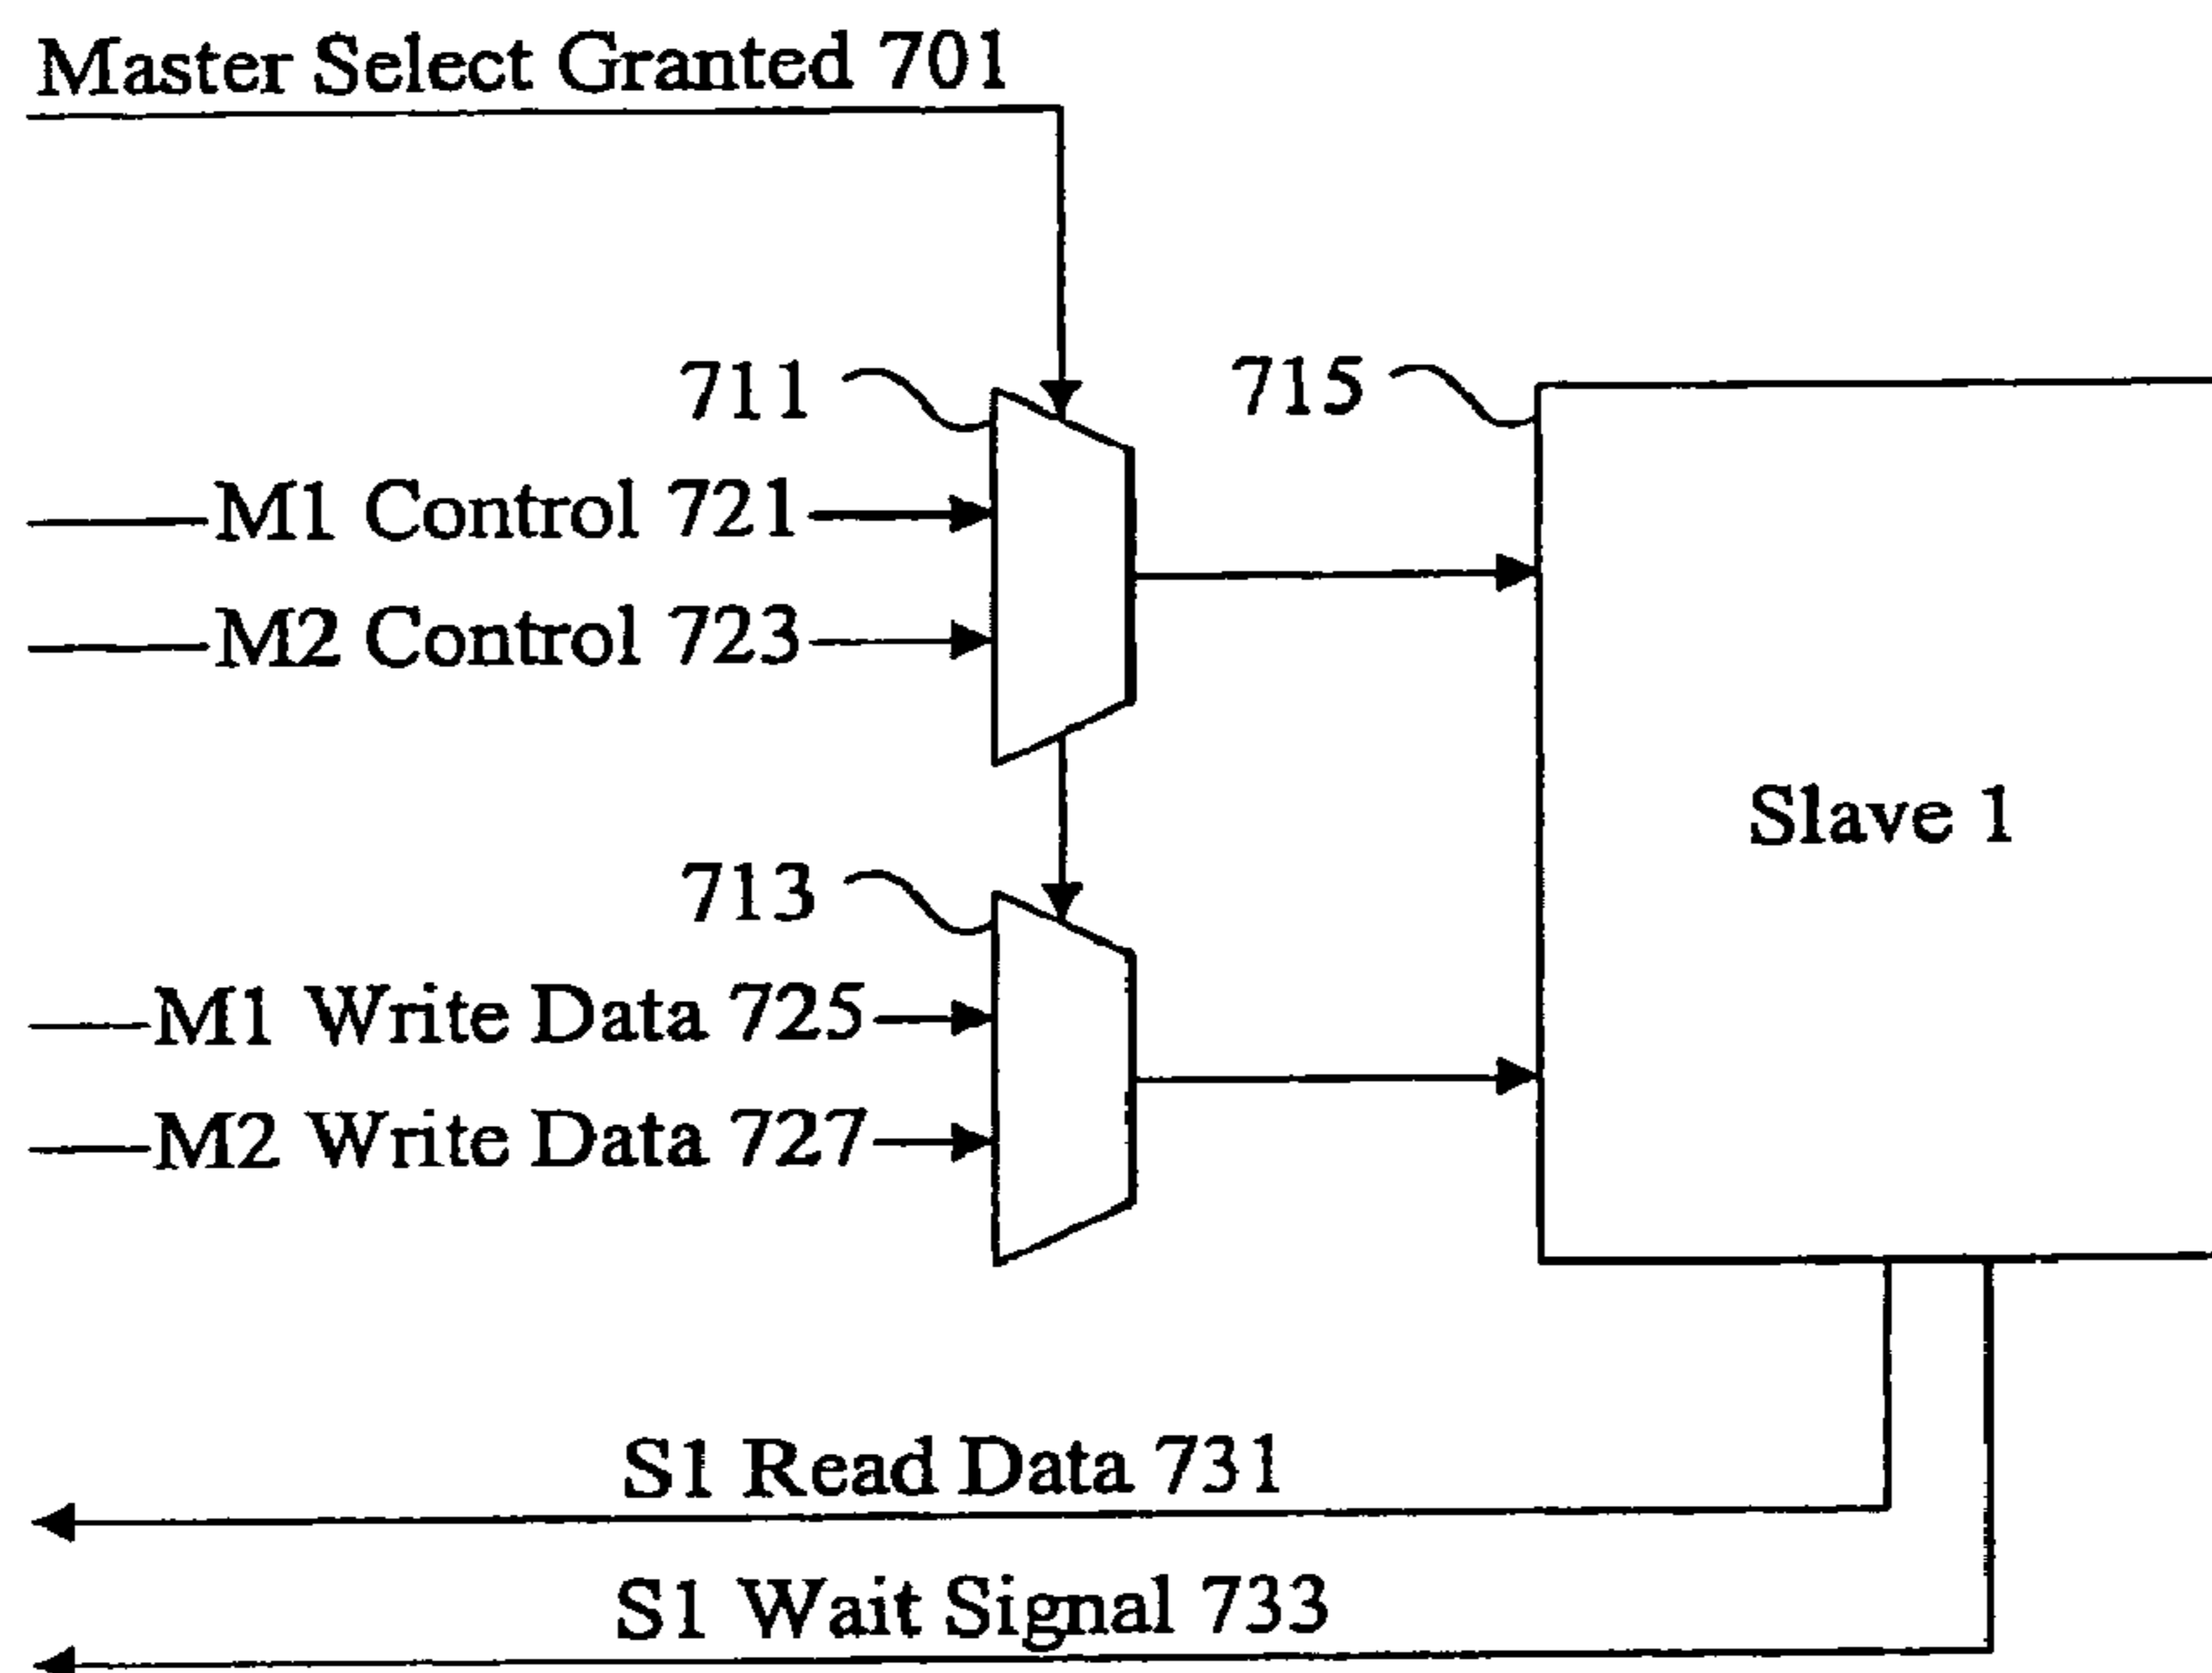 Master Select Granted 701
711
715
M1 Control 721
M2 Control 723
Slave 1
713
M1 Write Data 725
M2 Write Data 727
S1 Read Data 731
S1 Wait Signal 733